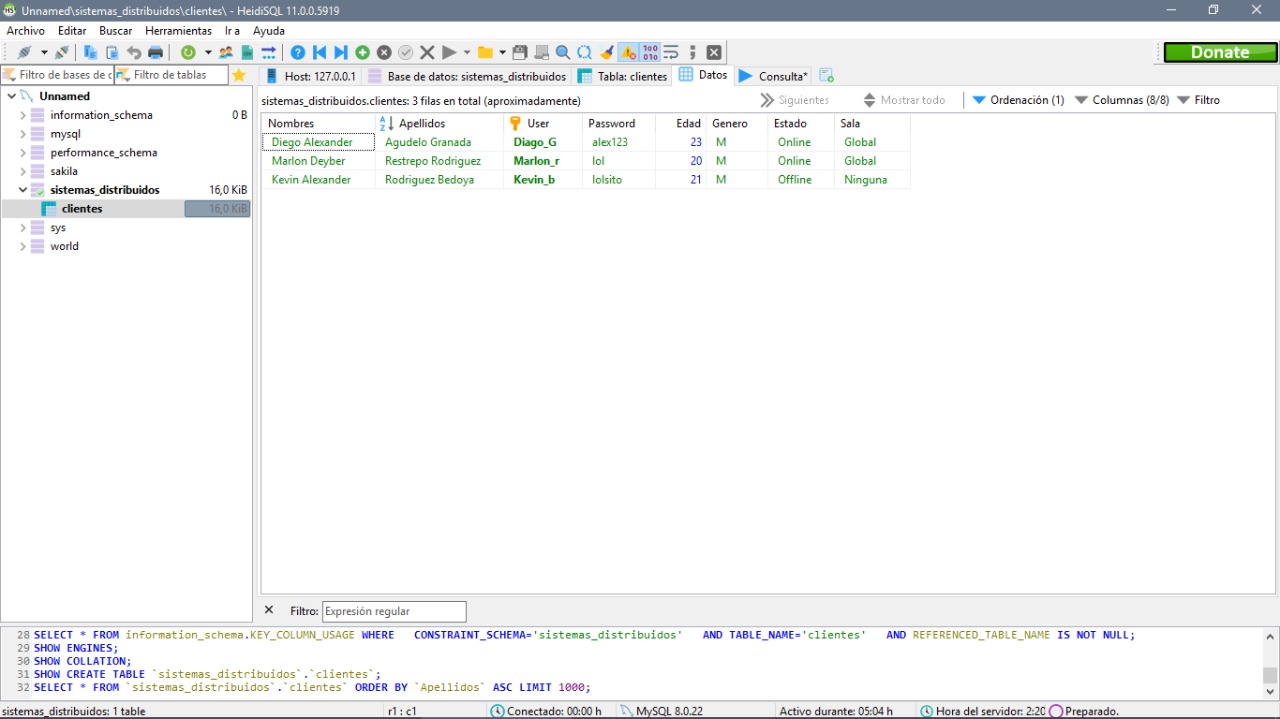 Unnamed\sistemas_distribuidos\clientes\ - HeidiSQL 11.0.0.5919
Archivo Editar Buscar Herramientas Ir a Ayuda
Donate
Filtro de bases de c Filtro de tablas
Host: 127.0.0.1 Base de datos: sistemas_distribuidos Tabla: clientes Datos Consulta*
Unnamed
information_schema 0 B
mysql
performance_schema
sakila
sistemas_distribuidos 16,0 KiB
clientes 16,0 KiB
sys
world
sistemas_distribuidos.clientes: 3 filas en total (aproximadamente) Siguientes Mostrar todo Ordenación (1) Columnas (8/8) Filtro
Nombres Apellidos User Password Edad Genero Estado Sala
Diego Alexander Agudelo Granada Diago_G alex123 23 M Online Global
Marlon Deyber Restrepo Rodriguez Marlon_r lol 20 M Online Global
Kevin Alexander Rodriguez Bedoya Kevin_b lolsito 21 M Offline Ninguna
Filtro: Expresión regular
28 SELECT * FROM information_schema.KEY_COLUMN_USAGE WHERE CONSTRAINT_SCHEMA='sistemas_distribuidos' AND TABLE_NAME='clientes' AND REFERENCED_TABLE_NAME IS NOT NULL;
29 SHOW ENGINES;
30 SHOW COLLATION;
31 SHOW CREATE TABLE `sistemas_distribuidos`.`clientes`;
32 SELECT * FROM `sistemas_distribuidos`.`clientes` ORDER BY `Apellidos` ASC LIMIT 1000;
sistemas_distribuidos: 1 table r1 : c1 Conectado: 00:00 h MySQL 8.0.22 Activo durante: 05:04 h Hora del servidor: 2:20 Preparado.